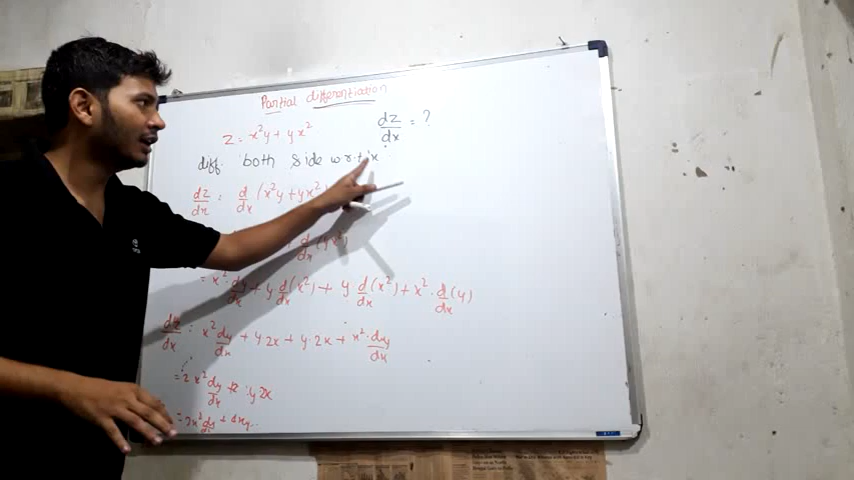 Partial differentiation
z = x²y + yx²
dz/dx = ?
diff. both side w.r.t x
dz/dx = d/dx (x²y + yx²
d/dx (yx²)
= x² · dy/dx + y d/dx (x²) + y d/dx (x²) + x² · d/dx (y)
dz/dx = x² dy/dx + y·2x + y·2x + x² · dy/dx
= 2x² dy/dx + 2·y2x
= 2x² dy/dx + 4xy